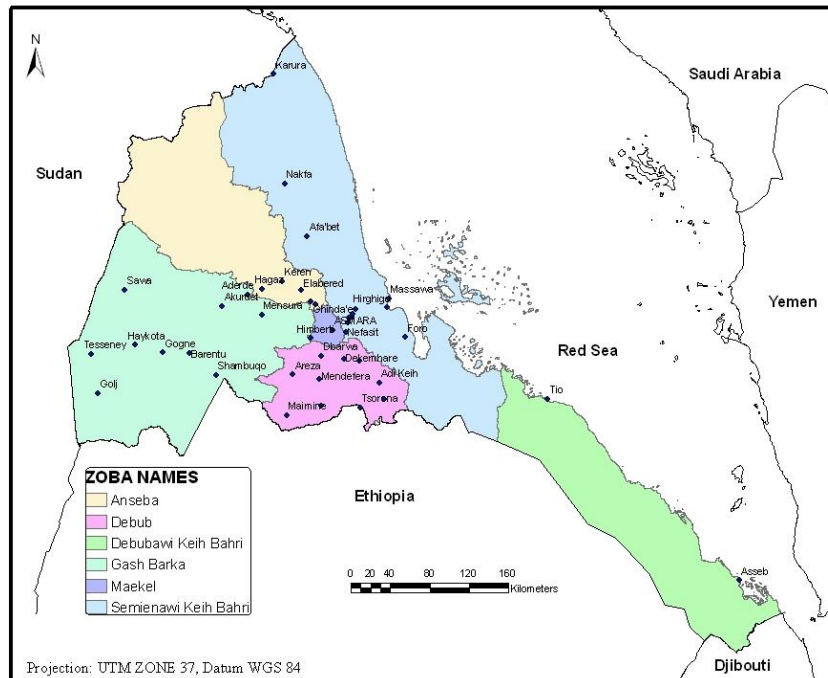 N
Saudi Arabia
Karura
Sudan
Nakfa
Afa'bet
Keren
Hagaz
Elabered
Sawa
Aderde
Akurdet
Mensura
Ghinda'e
Hirghigo
Massawa
Yemen
ASMARA
Himbert
Nefasit
Foro
Red Sea
Haykota
Tesseney
Gogne
Barentu
Dbarwa
Dekemhare
Shambuqo
Areza
Mendefera
Adi-Keih
Golj
Tio
Maimine
Tsorona
ZOBA NAMES
Anseba
Debub
Debubawi Keih Bahri
Gash Barka
Maekel
Semienawi Keih Bahri
Ethiopia
0 20 40 80 120 160
Kilometers
Asseb
Projection: UTM ZONE 37, Datum WGS 84
Djibouti